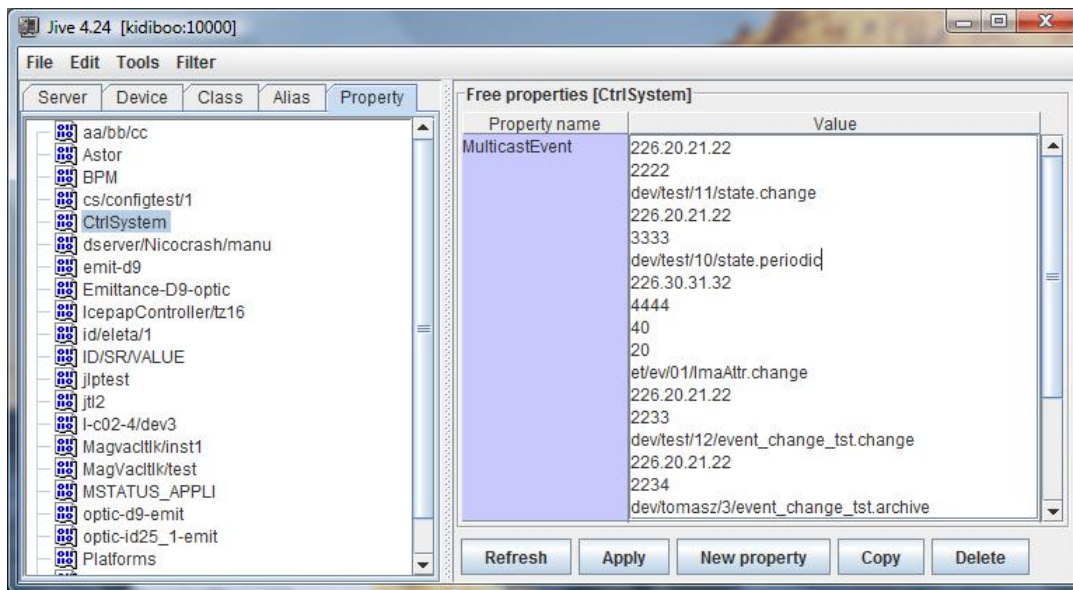 Jive 4.24 [kidiboo:10000]
File Edit Tools Filter
Server Device Class Alias Property
aa/bb/cc
Astor
BPM
cs/configtest/1
CtrlSystem
dserver/Nicocrash/manu
emit-d9
Emittance-D9-optic
IcepapController/tz16
id/eleta/1
ID/SR/VALUE
jlptest
jtl2
l-c02-4/dev3
Magvacltlk/inst1
MagVacltlk/test
MSTATUS_APPLI
optic-d9-emit
optic-id25_1-emit
Platforms
Free properties [CtrlSystem]
Property name Value
MulticastEvent 226.20.21.22
2222
dev/test/11/state.change
226.20.21.22
3333
dev/test/10/state.periodic
226.30.31.32
4444
40
20
et/ev/01/ImaAttr.change
226.20.21.22
2233
dev/test/12/event_change_tst.change
226.20.21.22
2234
dev/tomasz/3/event_change_tst.archive
Refresh Apply New property Copy Delete